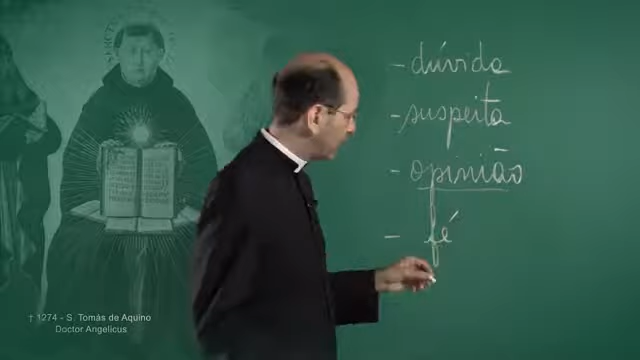 - dúvida
- suspeita
- opinião
- fé
† 1274 - S. Tomás de Aquino
Doctor Angelicus